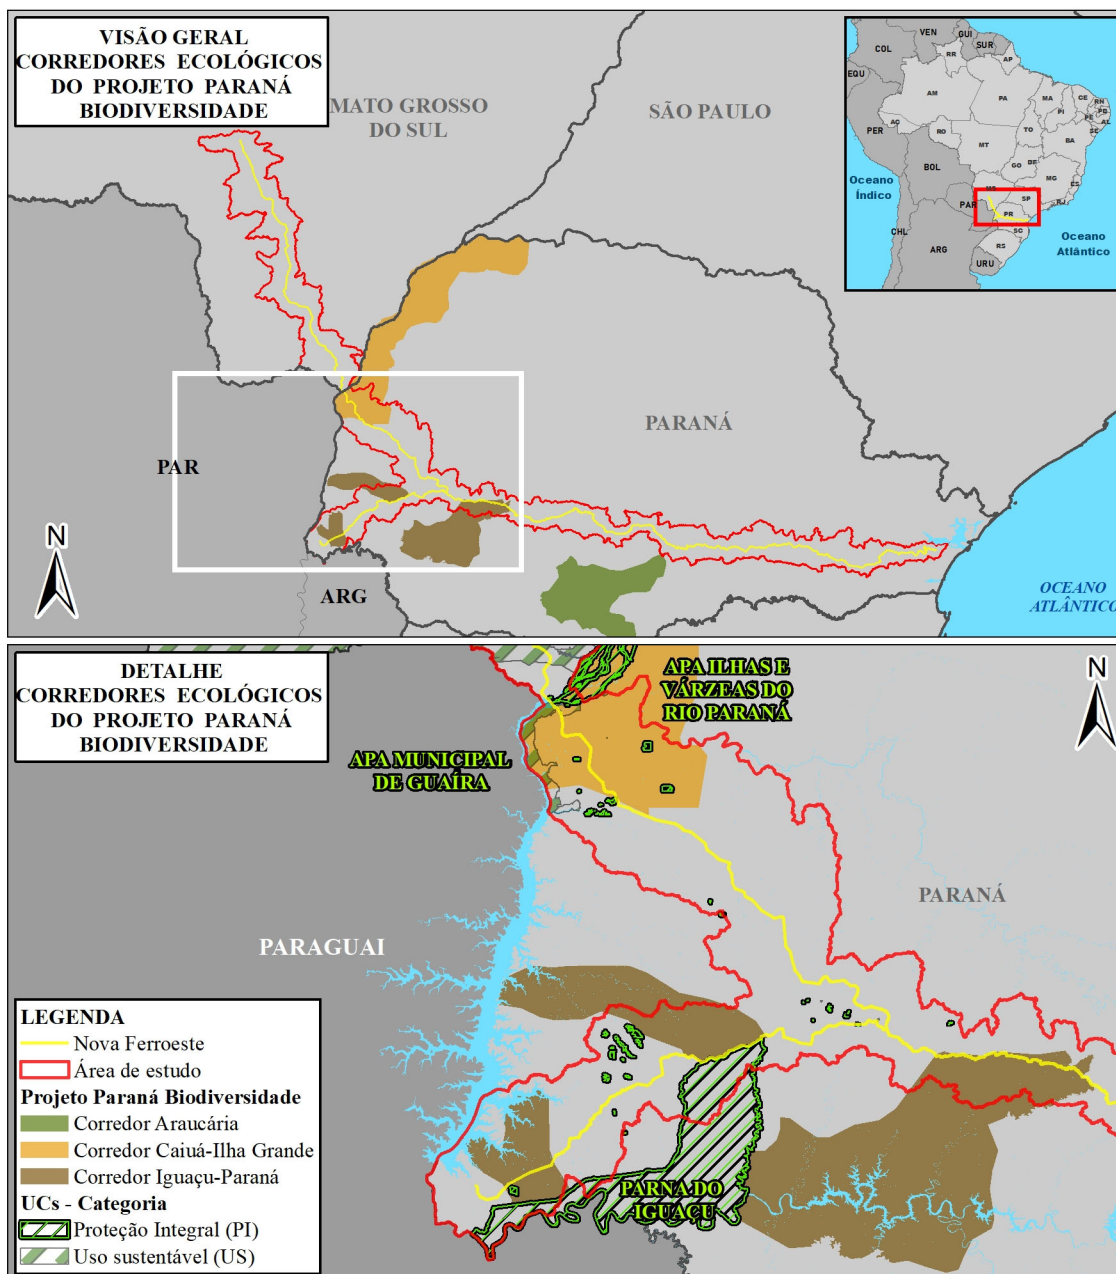 VISÃO GERAL
CORREDORES ECOLÓGICOS
DO PROJETO PARANÁ
BIODIVERSIDADE
MATO GROSSO
DO SUL
SÃO PAULO
PARANÁ
PAR
ARG
N
OCEANO
ATLÂNTICO
COL
VEN
GUI
SUR
EQU
RR
AP
AM
PA
MA
CE
RN
PB
PI
PE
AL
SE
AC
RO
TO
BA
PER
MT
GO
DF
BOL
MG
ES
MS
SP
RJ
PAR
PR
SC
CHL
ARG
RS
URU
Oceano
Índico
Oceano
Atlântico
DETALHE
CORREDORES ECOLÓGICOS
DO PROJETO PARANÁ
BIODIVERSIDADE
APA ILHAS E
VÁRZEAS DO
RIO PARANÁ
N
APA MUNICIPAL
DE GUAÍRA
PARANÁ
PARAGUAI
PARNA DO
IGUAÇU
LEGENDA
Nova Ferroeste
Área de estudo
Projeto Paraná Biodiversidade
Corredor Araucária
Corredor Caiuá-Ilha Grande
Corredor Iguaçu-Paraná
UCs - Categoria
Proteção Integral (PI)
Uso sustentável (US)